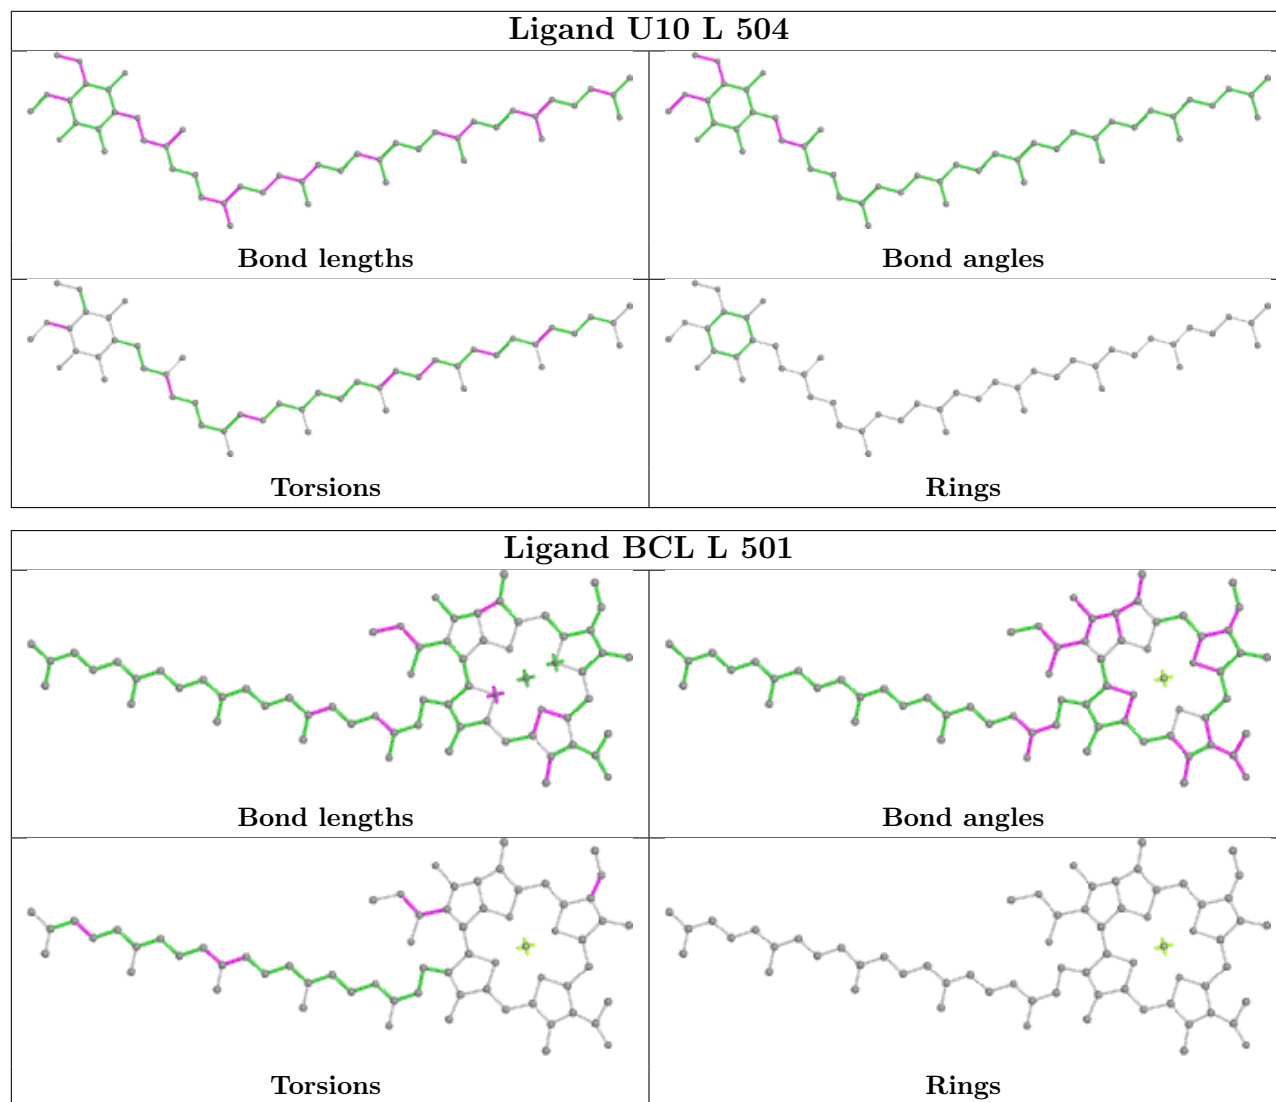 Ligand U10 L 504
Bond lengths
Bond angles
Torsions
Rings
Ligand BCL L 501
Bond lengths
Bond angles
Torsions
Rings